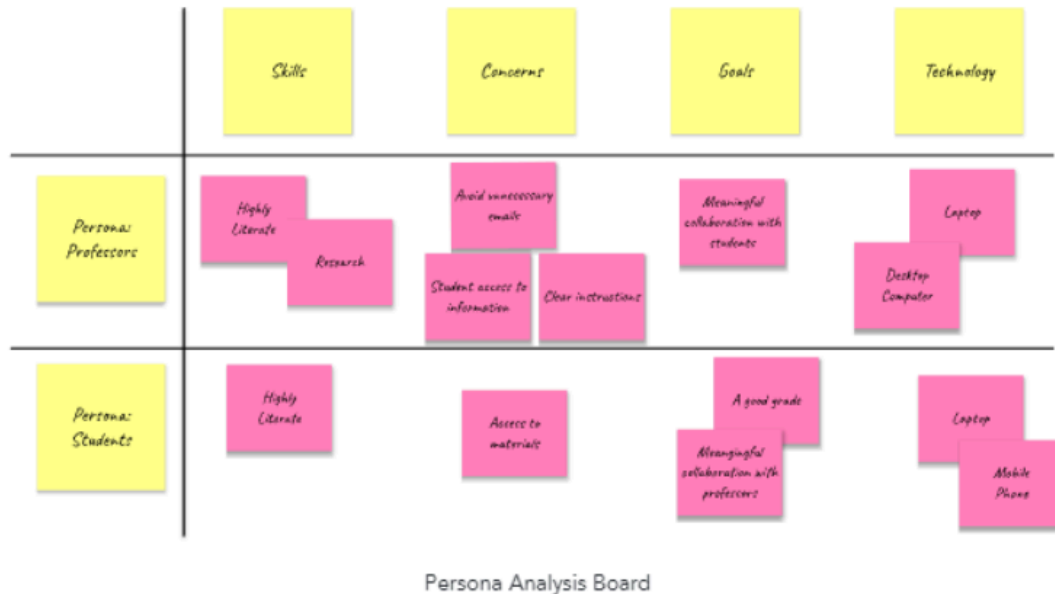 Skills
Concerns
Goals
Technology
Persona:
Professors
Highly
Literate
Research
Avoid unnecessary
emails
Student access to
information
Clear instructions
Meaningful
collaboration with
students
Laptop
Desktop
Computer
Persona:
Students
Highly
Literate
Access to
materials
A good grade
Meangingful
collaboration with
professors
Laptop
Mobile
Phone
Persona Analysis Board